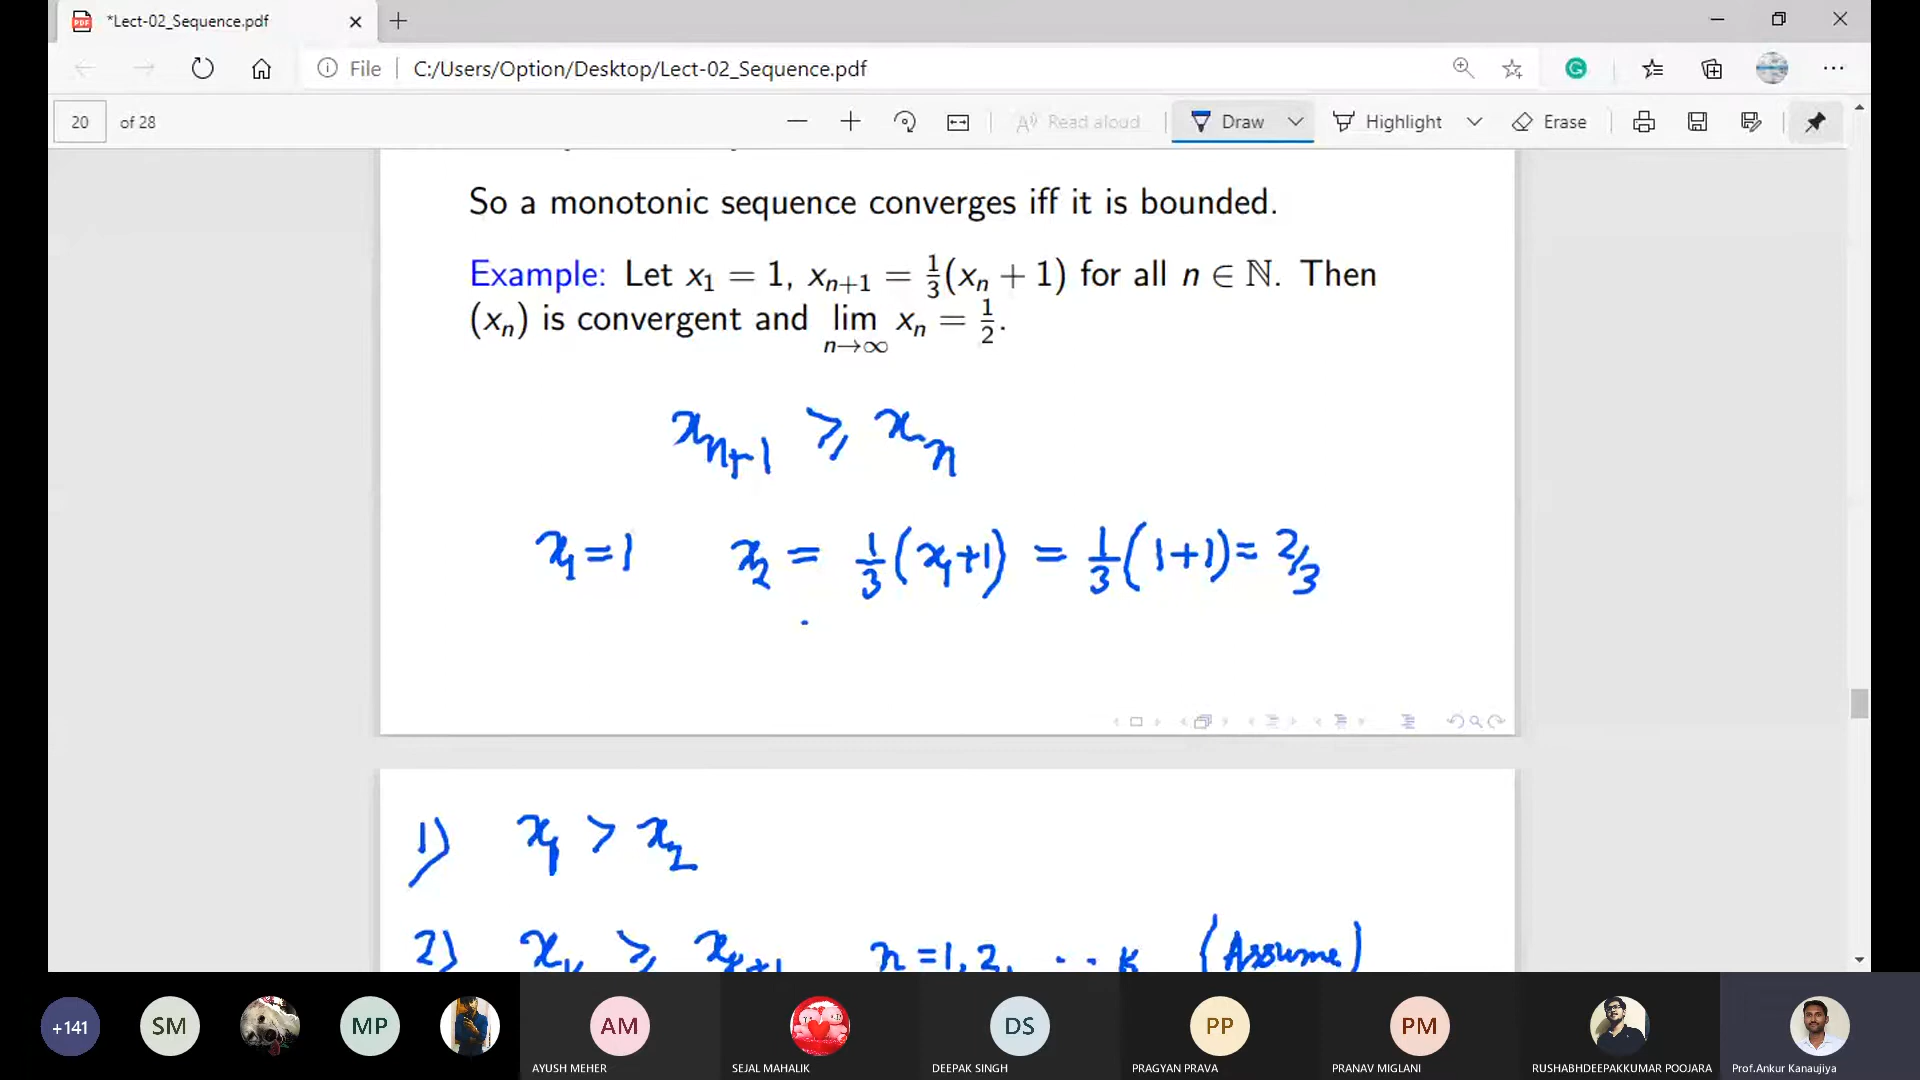 *Lect-02_Sequence.pdf
File C:/Users/Option/Desktop/Lect-02_Sequence.pdf
20 of 28 Read aloud Draw Highlight Erase
So a monotonic sequence converges iff it is bounded.
Example: Let x₁ = 1, xₙ₊₁ = 1/3(xₙ + 1) for all n ∈ ℕ. Then
(xₙ) is convergent and lim n→∞ xₙ = 1/2.
xₙ₊₁ ⩾ xₙ
x₁ = 1 x₂ = 1/3(x₁+1) = 1/3(1+1) = 2/3
1) x₁ > x₂
2) xₖ ⩾ xₖ₊₁ n = 1, 2, ... k (Assume)
+141 SM MP AM DS PP PM
AYUSH MEHER SEJAL MAHALIK DEEPAK SINGH PRAGYAN PRAVA PRANAV MIGLANI RUSHABHDEEPAKKUMAR POOJARA Prof.Ankur Kanaujiya